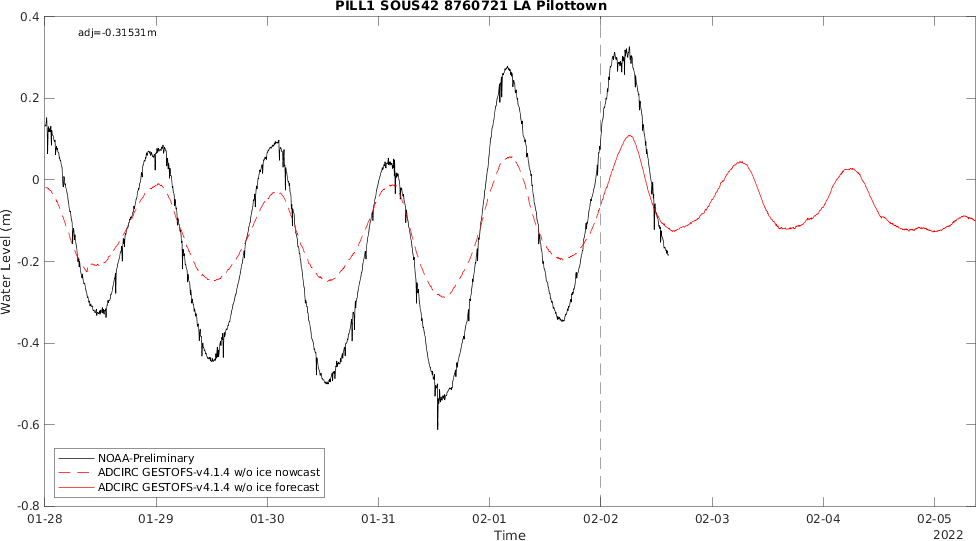 PILL1 SOUS42 8760721 LA Pilottown
adj=-0.31531m
0.4
0.2
0
-0.2
-0.4
-0.6
-0.8
Water Level (m)
NOAA-Preliminary
ADCIRC GESTOFS-v4.1.4 w/o ice nowcast
ADCIRC GESTOFS-v4.1.4 w/o ice forecast
01-28 01-29 01-30 01-31 02-01 02-02 02-03 02-04 02-05
Time
2022